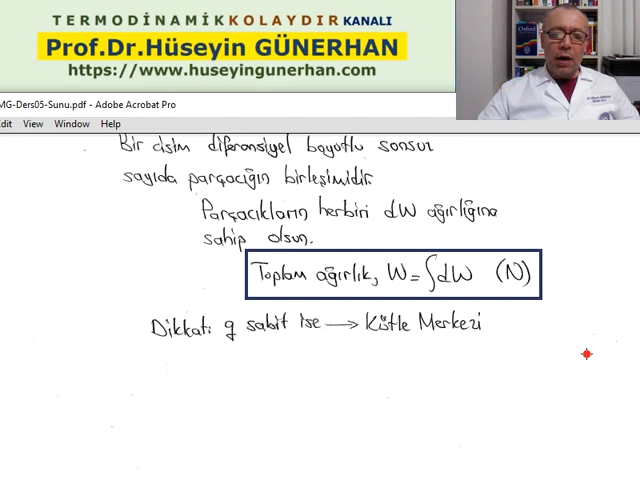 TERMODİNAMİKKOLAYDIR KANALI
Prof.Dr.Hüseyin GÜNERHAN
https://www.huseyingunerhan.com
MG-Ders05-Sunu.pdf - Adobe Acrobat Pro
Edit View Window Help
Bir cisim diferansiyel boyutlu sonsuz
sayıda parçacığın birleşimidir.
Parçacıkların herbiri dW ağırlığına
sahip olsun.
Toplam ağırlık, W = ∫dW (N)
Dikkat: g sabit ise → Kütle Merkezi